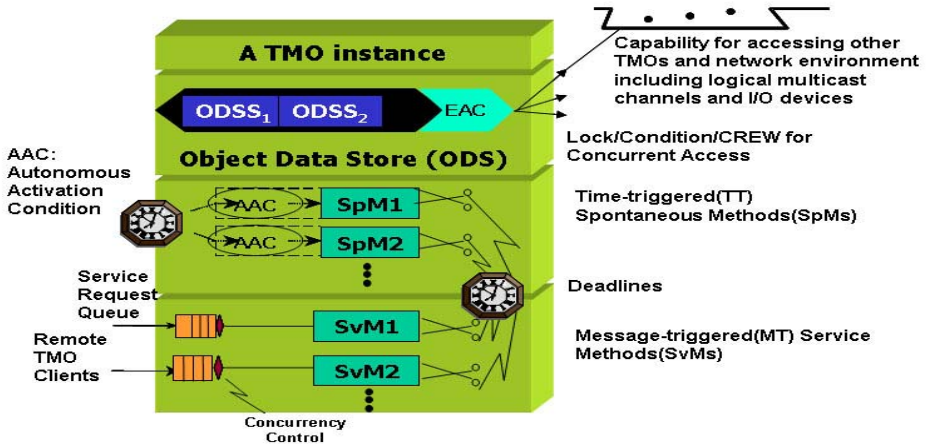 A TMO instance
Capability for accessing other
TMOs and network environment
including logical multicast
channels and I/O devices
ODSS1 ODSS2 EAC
Object Data Store (ODS)
Lock/Condition/CREW for
Concurrent Access
AAC:
Autonomous
Activation
Condition
AAC SpM1
AAC SpM2
Time-triggered(TT)
Spontaneous Methods(SpMs)
Deadlines
Service
Request
Queue
Remote
TMO
Clients
SvM1
SvM2
Message-triggered(MT) Service
Methods(SvMs)
Concurrency
Control